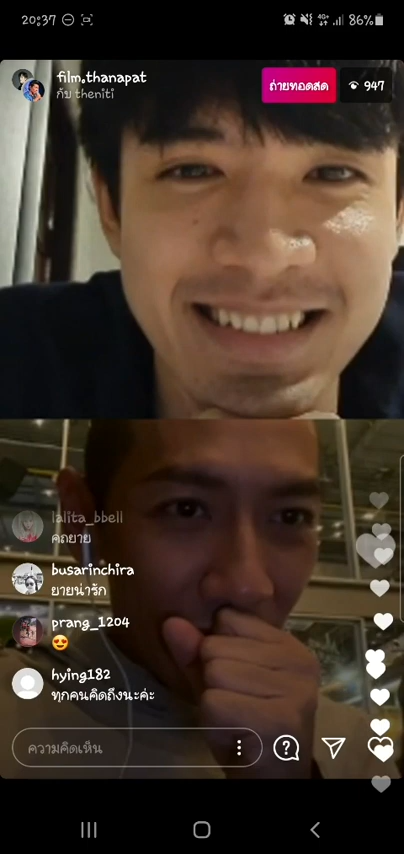 20:37
4G+
86%
film.thanapat
กับ theniti
ถ่ายทอดสด
947
lalita_bbell
คถยาย
busarinchira
ยายน่ารัก
prang_1204
😍
hying182
ทุกคนคิดถึงนะค่ะ
ความคิดเห็น